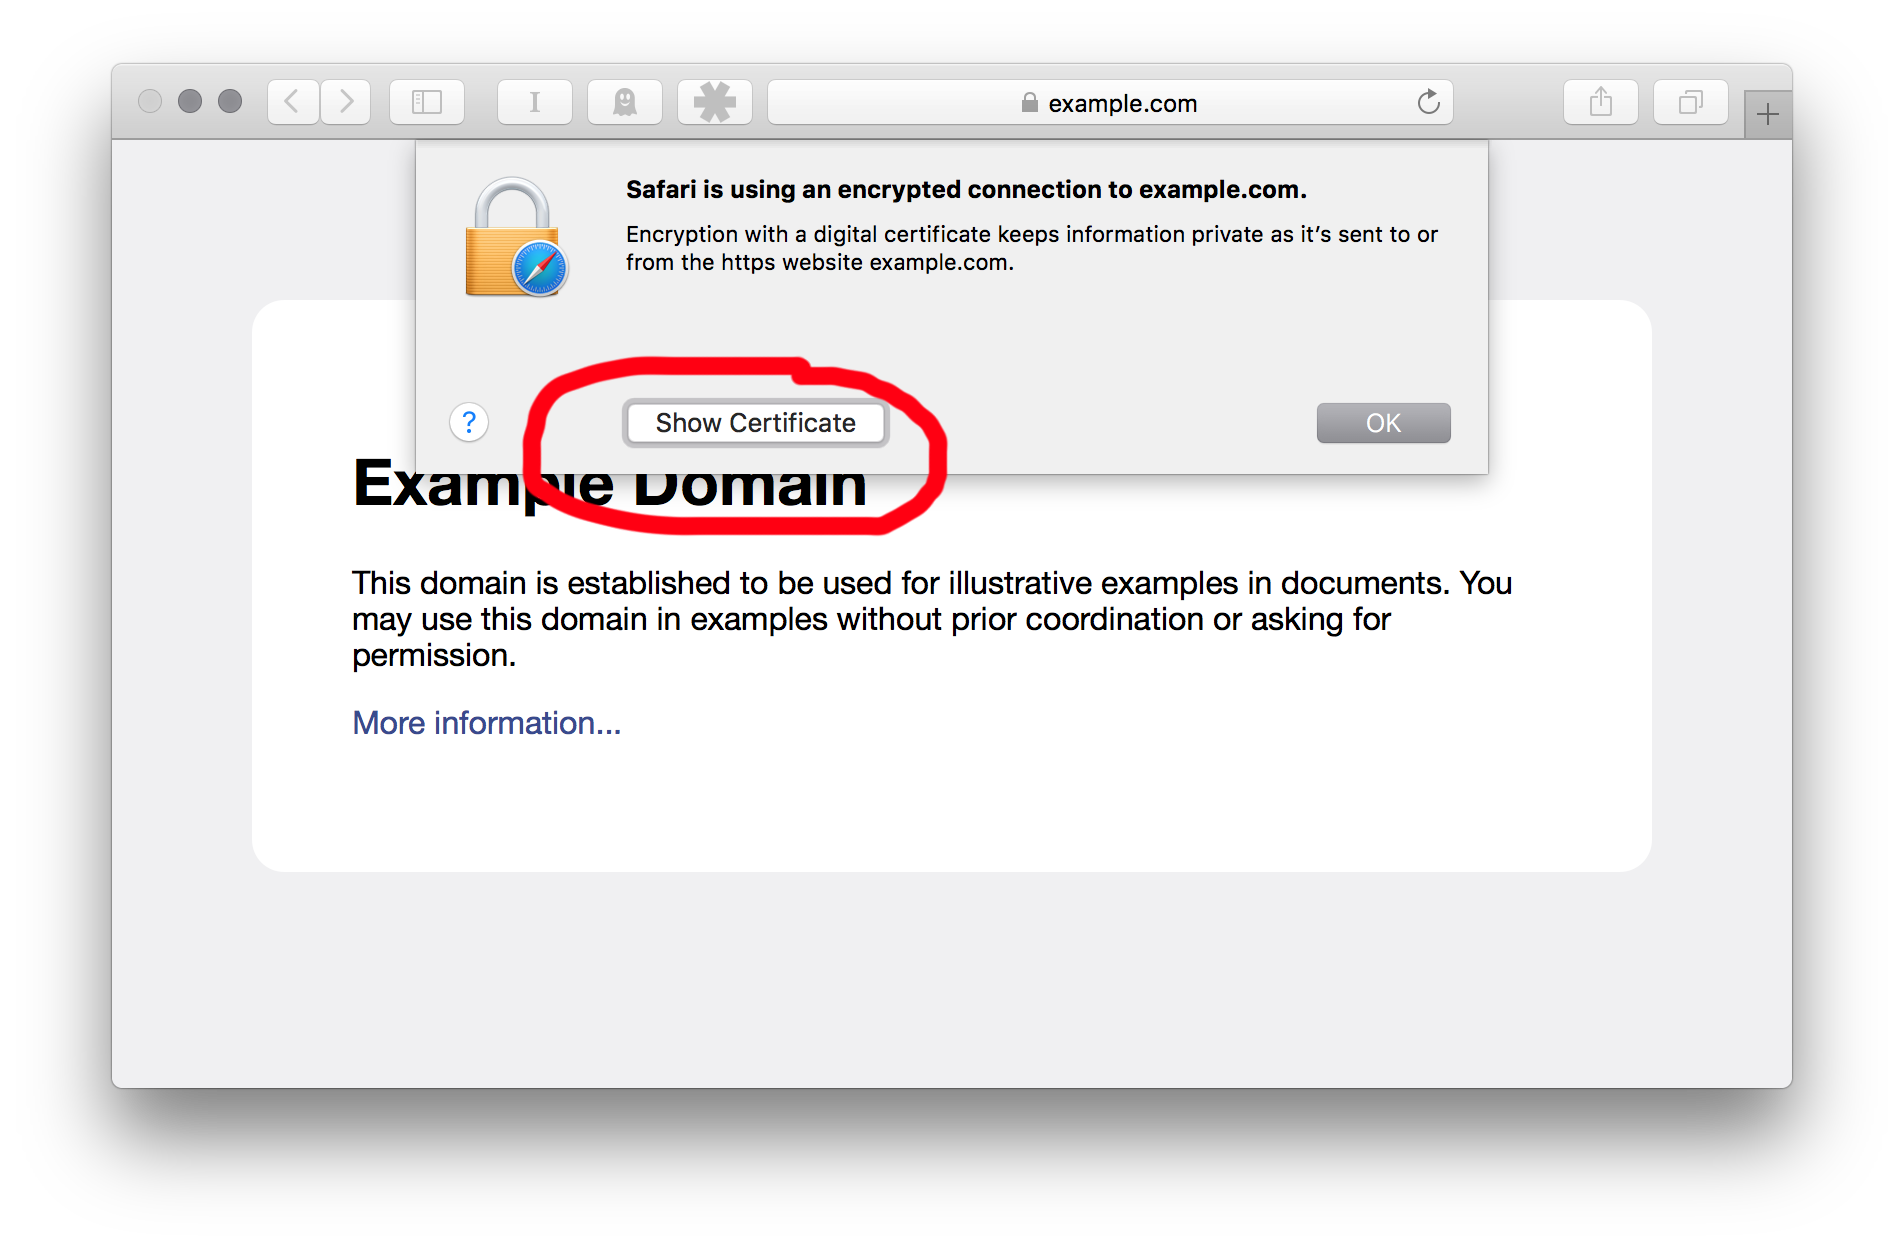 I
example.com
Safari is using an encrypted connection to example.com.
Encryption with a digital certificate keeps information private as it’s sent to or
from the https website example.com.
?
Show Certificate
OK
Example Domain
This domain is established to be used for illustrative examples in documents. You
may use this domain in examples without prior coordination or asking for
permission.
More information...